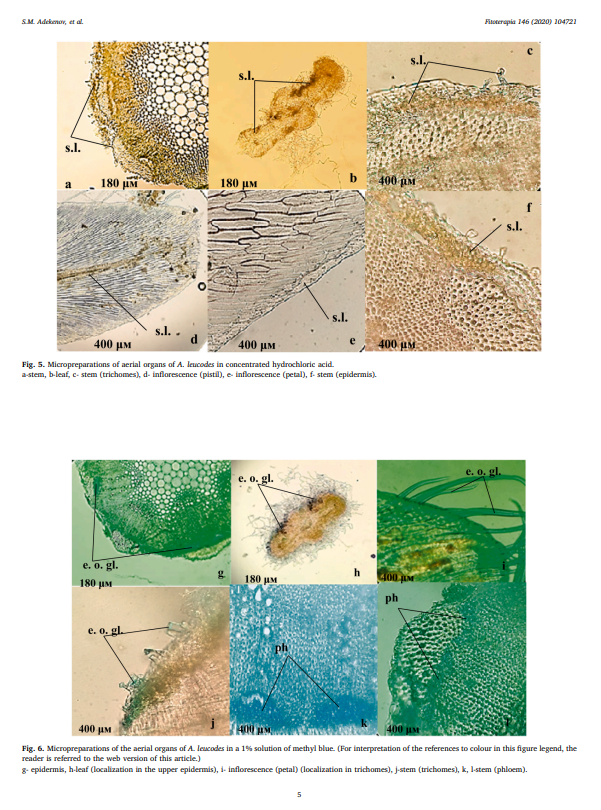 S.M. Adekenov, et al.
Fitoterapia 146 (2020) 104721
s.l.
a
180 µм
s.l.
180 µм
b
s.l.
c
400 µм
s.l.
400 µм
d
s.l.
400 µм
e
s.l.
f
400 µм
Fig. 5. Micropreparations of aerial organs of A. leucodes in concentrated hydrochloric acid.
a-stem, b-leaf, c- stem (trichomes), d- inflorescence (pistil), e- inflorescence (petal), f- stem (epidermis).
e. o. gl.
180 µм
g
e. o. gl.
180 µм
h
e. o. gl.
400 µм
i
e. o. gl.
400 µм
j
ph
400 µм
k
ph
400 µм
l
Fig. 6. Micropreparations of the aerial organs of A. leucodes in a 1% solution of methyl blue. (For interpretation of the references to colour in this figure legend, the
reader is referred to the web version of this article.)
g- epidermis, h-leaf (localization in the upper epidermis), i- inflorescence (petal) (localization in trichomes), j-stem (trichomes), k, l-stem (phloem).
5